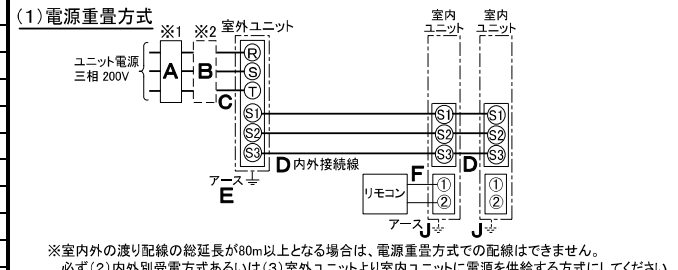 (1)電源重畳方式
※1 ※2 室外ユニット
室内ユニット 室内ユニット
ユニット電源
三相 200V
A B C
R
S
T
S1
S2
S3
S1
S2
S3
S1
S2
S3
D 内外接続線
D
アース
E
F
リモコン
①
②
①
②
アース J
J
※室内外の渡り配線の総延長が80m以上となる場合は、電源重畳方式での配線はできません。
必ず(2)内外別受電方式あるいは(3)室外ユニットより室内ユニットに電源を供給する方式にしてください